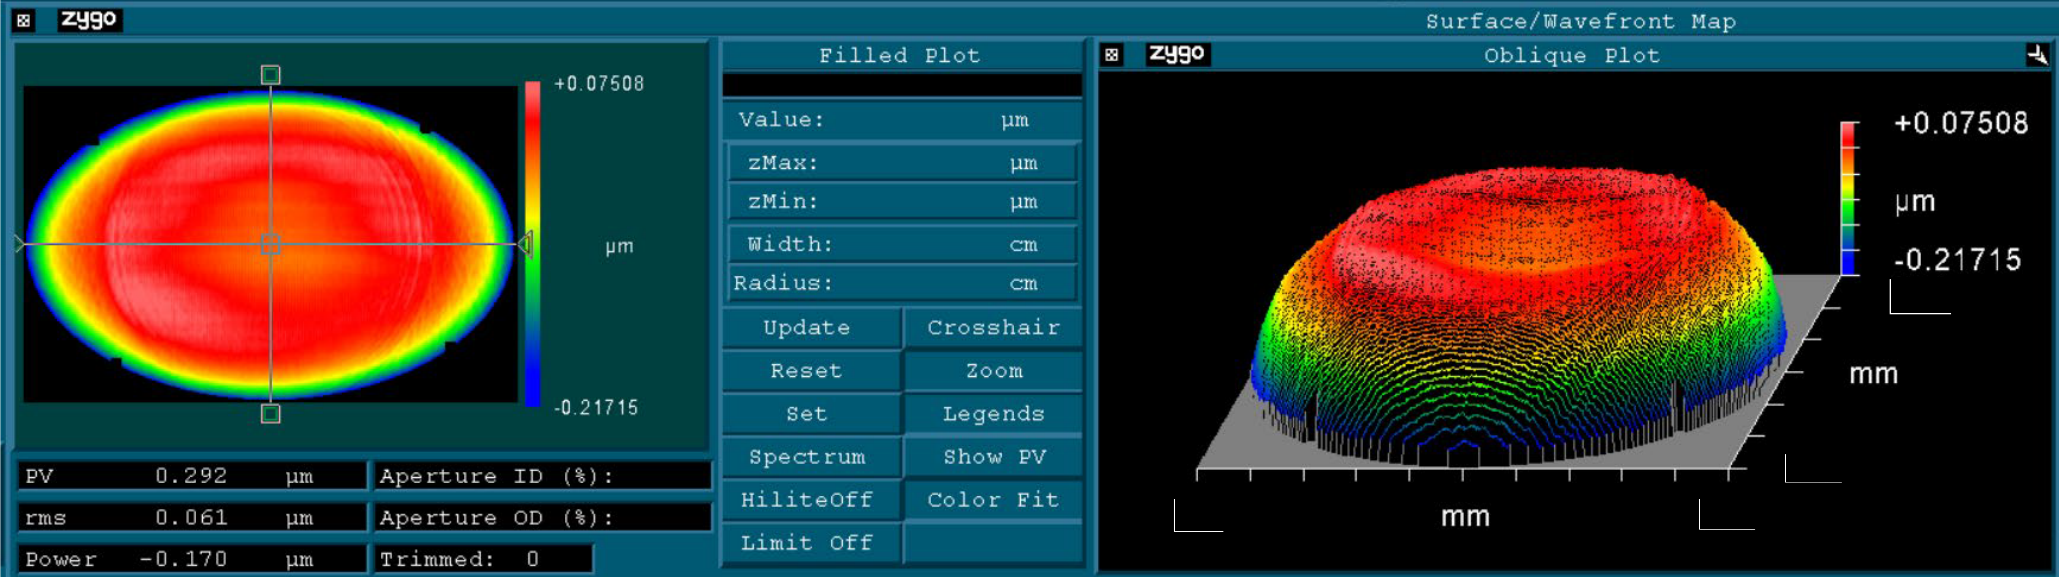 zygo
Surface/Wavefront Map
+0.07508
µm
-0.21715
PV 0.292 µm
Aperture ID (%):
rms 0.061 µm
Aperture OD (%):
Power -0.170 µm
Trimmed: 0
Filled Plot
Value: µm
zMax: µm
zMin: µm
Width: cm
Radius: cm
Update Crosshair
Reset Zoom
Set Legends
Spectrum Show PV
HiliteOff Color Fit
Limit Off
zygo
Oblique Plot
+0.07508
µm
-0.21715
mm
mm